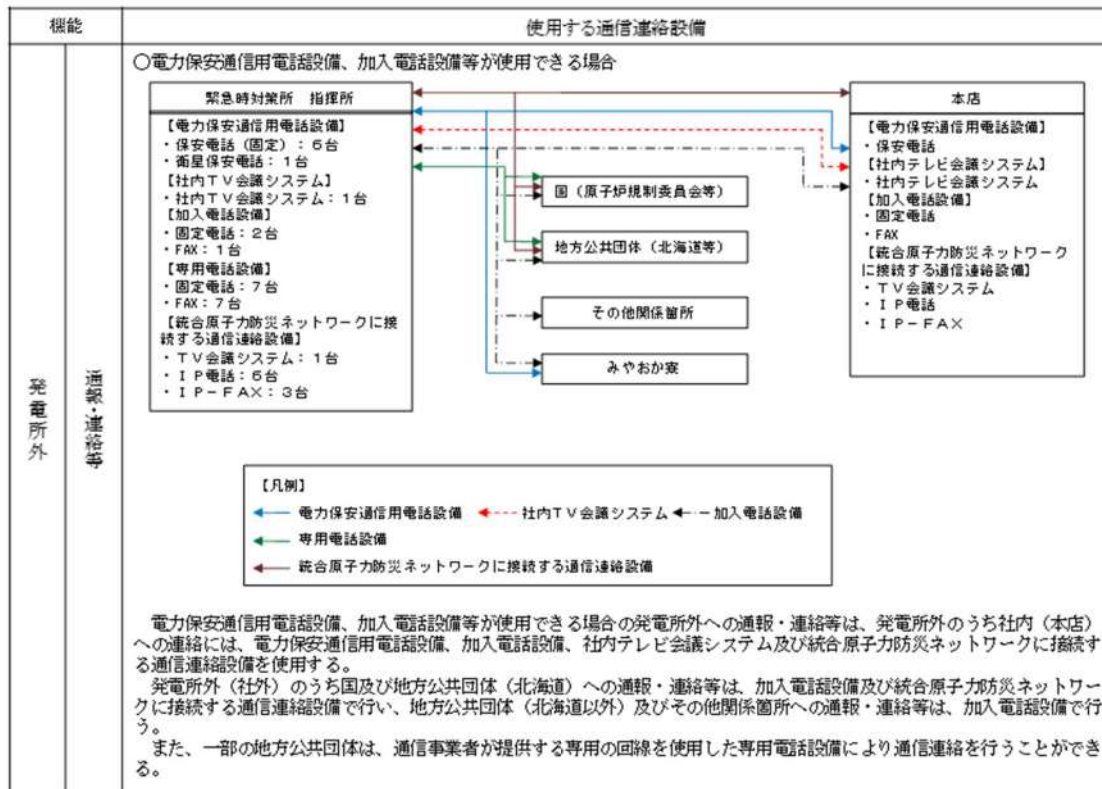 機能
使用する通信連絡設備
発電所外
通報・連絡等
○電力保安通信用電話設備、加入電話設備等が使用できる場合
緊急時対策所 指揮所
【電力保安通信用電話設備】
・保安電話(固定):6台
・衛星保安電話:1台
【社内TV会議システム】
・社内TV会議システム:1台
【加入電話設備】
・固定電話:2台
・FAX:1台
【専用電話設備】
・固定電話:7台
・FAX:7台
【統合原子力防災ネットワークに接
続する通信連絡設備】
・TV会議システム:1台
・IP電話:6台
・IP-FAX:3台
国(原子炉規制委員会等)
地方公共団体(北海道等)
その他関係箇所
みやおか寮
本店
【電力保安通信用電話設備】
・保安電話
【社内テレビ会議システム】
・社内テレビ会議システム
【加入電話設備】
・固定電話
・FAX
【統合原子力防災ネットワーク
に接続する通信連絡設備】
・TV会議システム
・IP電話
・IP-FAX
【凡例】
電力保安通信用電話設備 社内TV会議システム 加入電話設備
専用電話設備
統合原子力防災ネットワークに接続する通信連絡設備
電力保安通信用電話設備、加入電話設備等が使用できる場合の発電所外への通報・連絡等は、発電所外のうち社内(本店)
への連絡には、電力保安通信用電話設備、加入電話設備、社内テレビ会議システム及び統合原子力防災ネットワークに接続す
る通信連絡設備を使用する。
発電所外(社外)のうち国及び地方公共団体(北海道)への通報・連絡等は、加入電話設備及び統合原子力防災ネットワー
クに接続する通信連絡設備で行い、地方公共団体(北海道以外)及びその他関係箇所への通報・連絡等は、加入電話設備で行
う。
また、一部の地方公共団体は、通信事業者が提供する専用の回線を使用した専用電話設備により通信連絡を行うことができ
る。